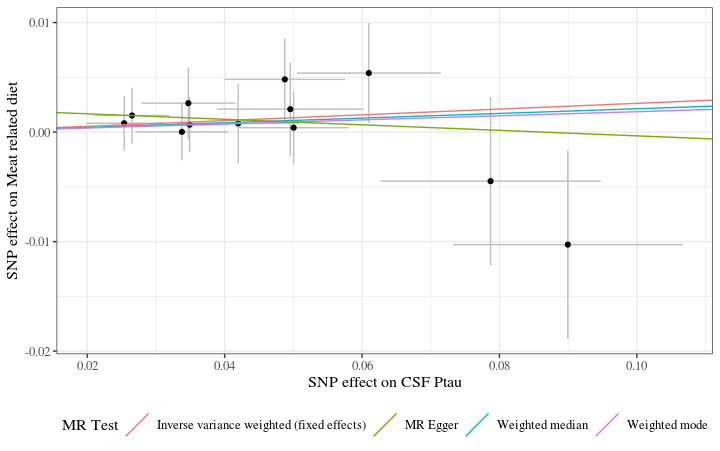 0.01
0.00
-0.01
-0.02
SNP effect on Meat related diet
0.02 0.04 0.06 0.08 0.10
SNP effect on CSF Ptau
MR Test Inverse variance weighted (fixed effects) MR Egger Weighted median Weighted mode